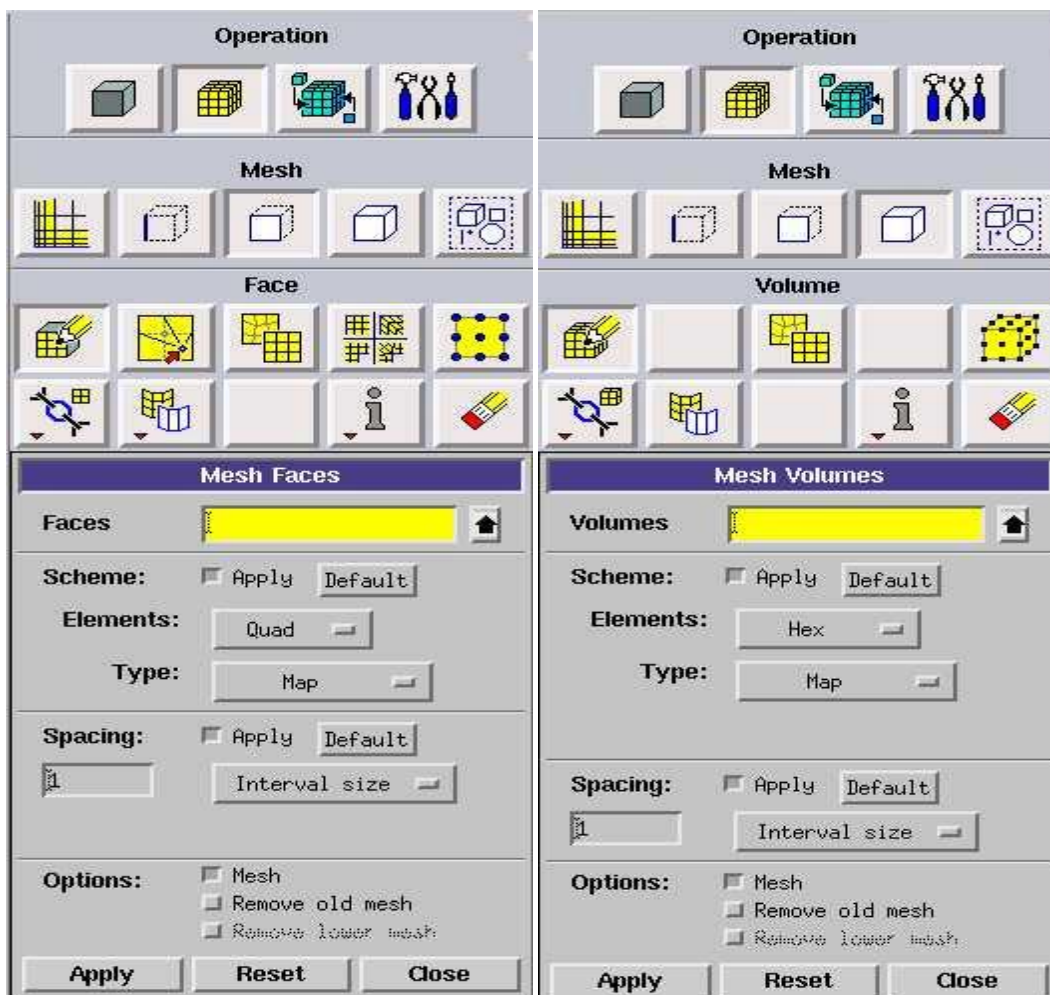 Operation
Mesh
Face
Mesh Faces
Faces
Scheme: Apply Default
Elements: Quad
Type: Map
Spacing: Apply Default
1 Interval size
Options: Mesh
Remove old mesh
Remove lower mesh
Apply Reset Close
Operation
Mesh
Volume
Mesh Volumes
Volumes
Scheme: Apply Default
Elements: Hex
Type: Map
Spacing: Apply Default
1 Interval size
Options: Mesh
Remove old mesh
Remove lower mesh
Apply Reset Close